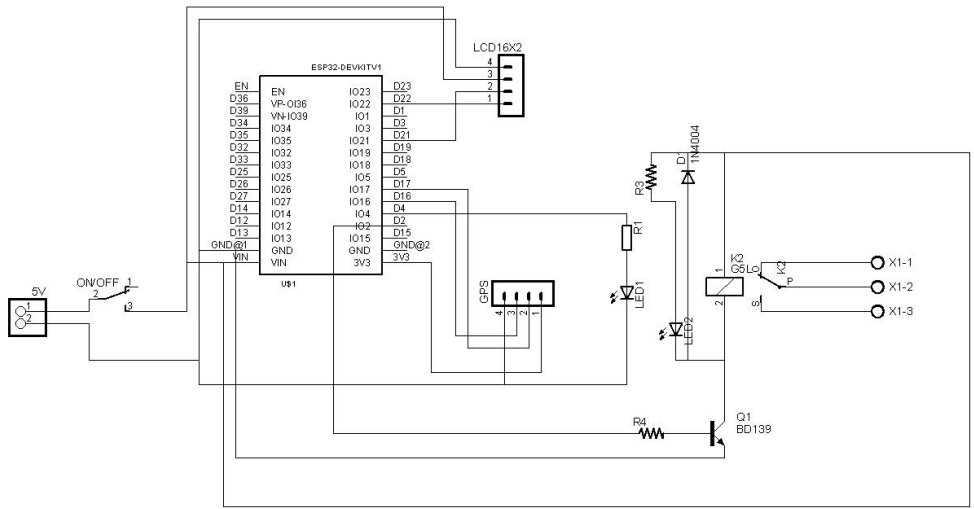 LCD16X2
4
3
2
1
ESP32-DEVKITV1
EN EN IO23 D23
D36 VP-OI36 IO22 D22
D39 VN-IO39 IO1 D1
D34 IO34 IO3 D3
D35 IO35 IO21 D21
D32 IO32 IO19 D19
D33 IO33 IO18 D18
D25 IO25 IO5 D5
D26 IO26 IO17 D17
D27 IO27 IO16 D16
D14 IO14 IO4 D4
D12 IO12 IO2 D2
D13 IO13 IO15 D15
GND@1 GND GND GND@2
VIN VIN 3V3 3V3
U$1
5V
1
2
ON/OFF
1
2
3
GPS
4 3 2 1
R1
LED1
R3
D1
1N4004
LED2
K2
G5L
1
2
O
K2
P
S
X1-1
X1-2
X1-3
R4
Q1
BD139